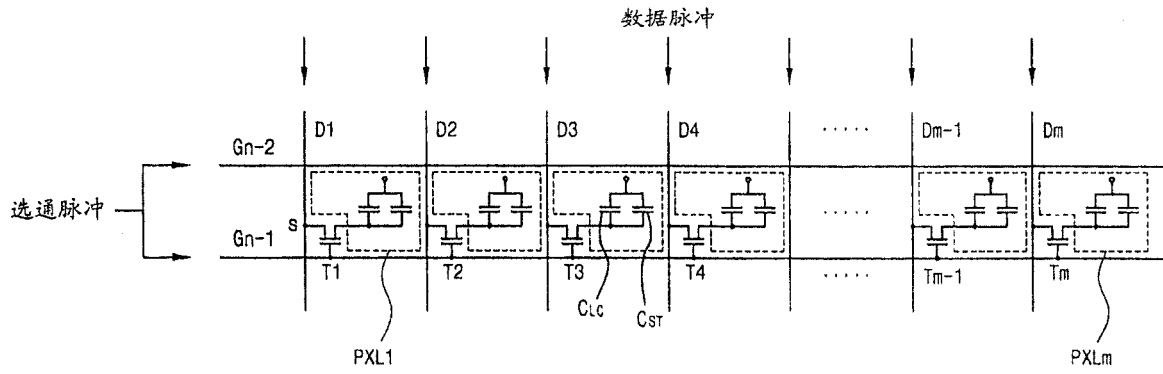 数据脉冲
D1 D2 D3 D4 ..... Dm-1 Dm
Gn-2
选通脉冲
S
.....
Gn-1
T1 T2 T3 T4 ..... Tm-1 Tm
CLC CST
PXL1 PXLm